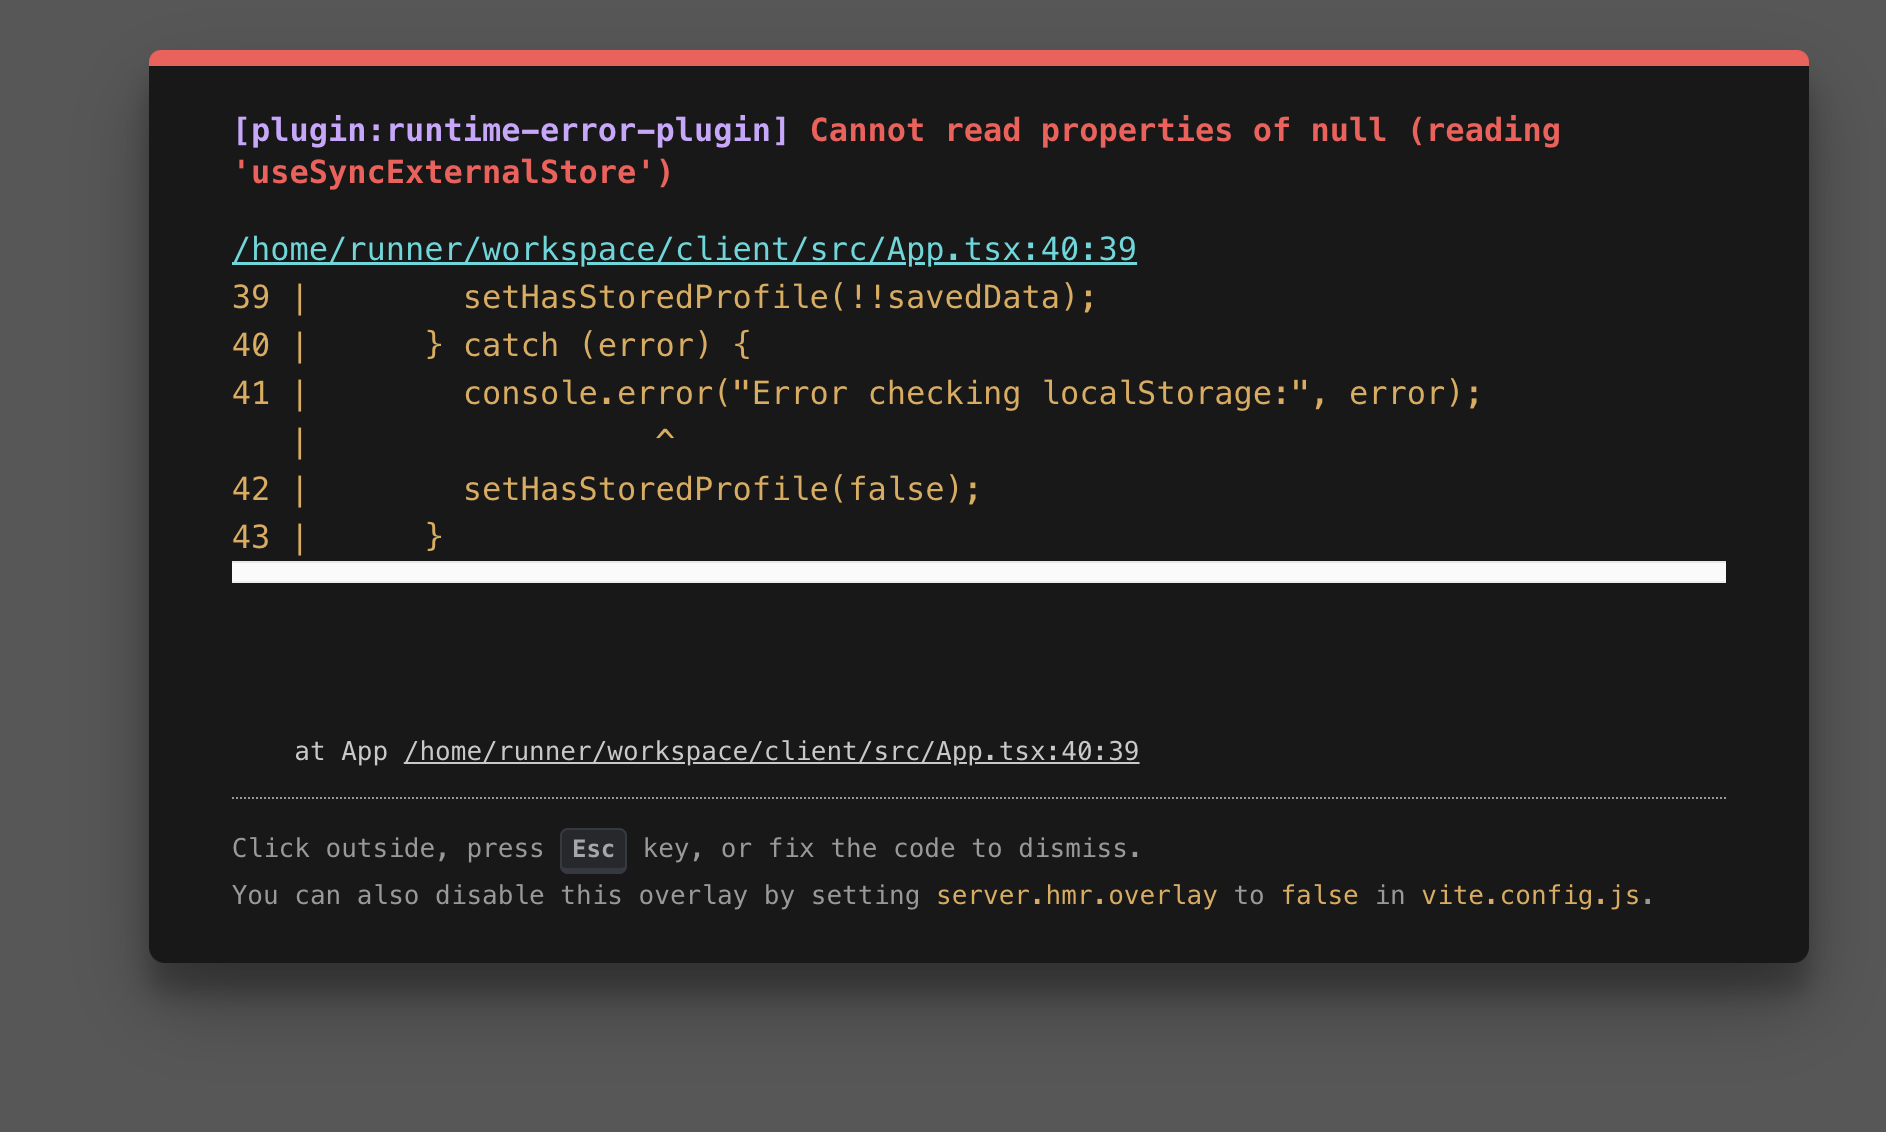 [plugin:runtime-error-plugin] Cannot read properties of null (reading
'useSyncExternalStore')
/home/runner/workspace/client/src/App.tsx:40:39
39 |        setHasStoredProfile(!!savedData);
40 |      } catch (error) {
41 |        console.error("Error checking localStorage:", error);
   |                  ^
42 |        setHasStoredProfile(false);
43 |      }
    at App /home/runner/workspace/client/src/App.tsx:40:39
Click outside, press Esc key, or fix the code to dismiss.
You can also disable this overlay by setting server.hmr.overlay to false in vite.config.js.